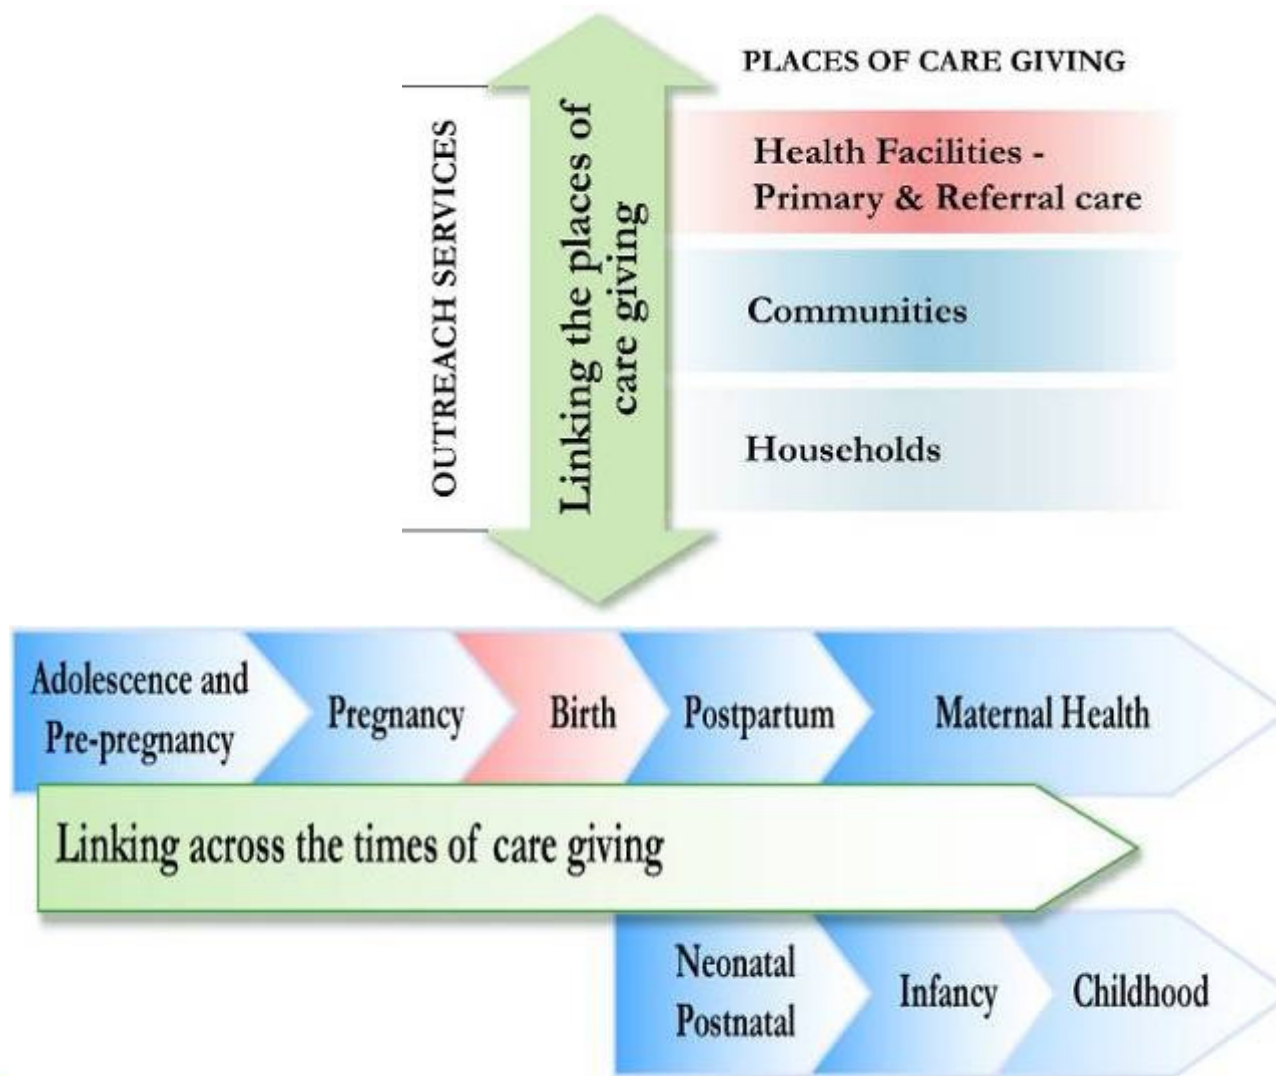 PLACES OF CARE GIVING
OUTREACH SERVICES
Linking the places of
care giving
Health Facilities -
Primary & Referral care
Communities
Households
Adolescence and
Pre-pregnancy
Pregnancy
Birth
Postpartum
Maternal Health
Linking across the times of care giving
Neonatal
Postnatal
Infancy
Childhood